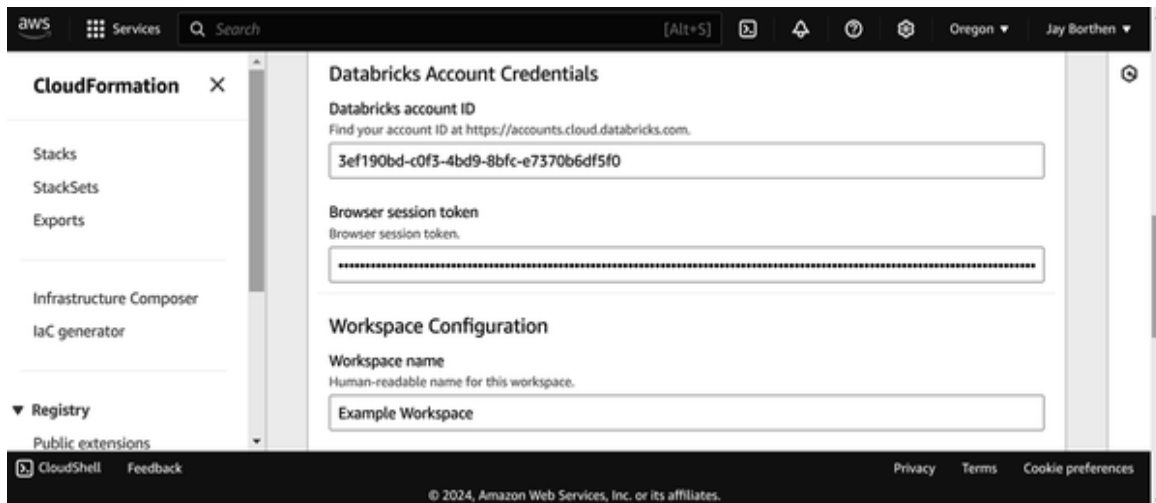 aws Services Search [Alt+S] Oregon Jay Borthen
CloudFormation
Stacks
StackSets
Exports
Infrastructure Composer
IaC generator
Registry
Public extensions
Databricks Account Credentials
Databricks account ID
Find your account ID at https://accounts.cloud.databricks.com.
3ef190bd-c0f3-4bd9-8bfc-e7370b6df5f0
Browser session token
Browser session token.
Workspace Configuration
Workspace name
Human-readable name for this workspace.
Example Workspace
CloudShell Feedback Privacy Terms Cookie preferences
© 2024, Amazon Web Services, Inc. or its affiliates.